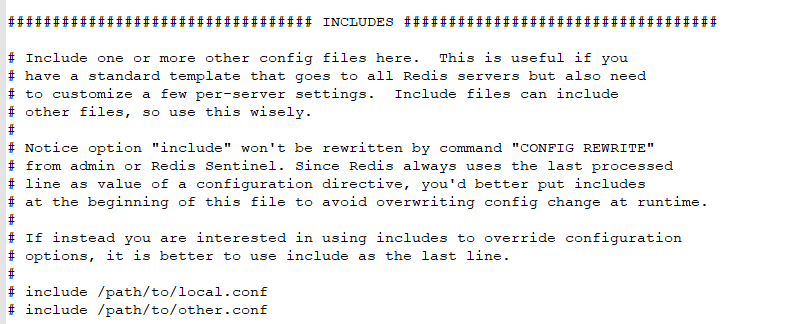 ################################## INCLUDES ###################################
# Include one or more other config files here.  This is useful if you
# have a standard template that goes to all Redis servers but also need
# to customize a few per-server settings.  Include files can include
# other files, so use this wisely.
#
# Notice option "include" won't be rewritten by command "CONFIG REWRITE"
# from admin or Redis Sentinel. Since Redis always uses the last processed
# line as value of a configuration directive, you'd better put includes
# at the beginning of this file to avoid overwriting config change at runtime.
#
# If instead you are interested in using includes to override configuration
# options, it is better to use include as the last line.
#
# include /path/to/local.conf
# include /path/to/other.conf